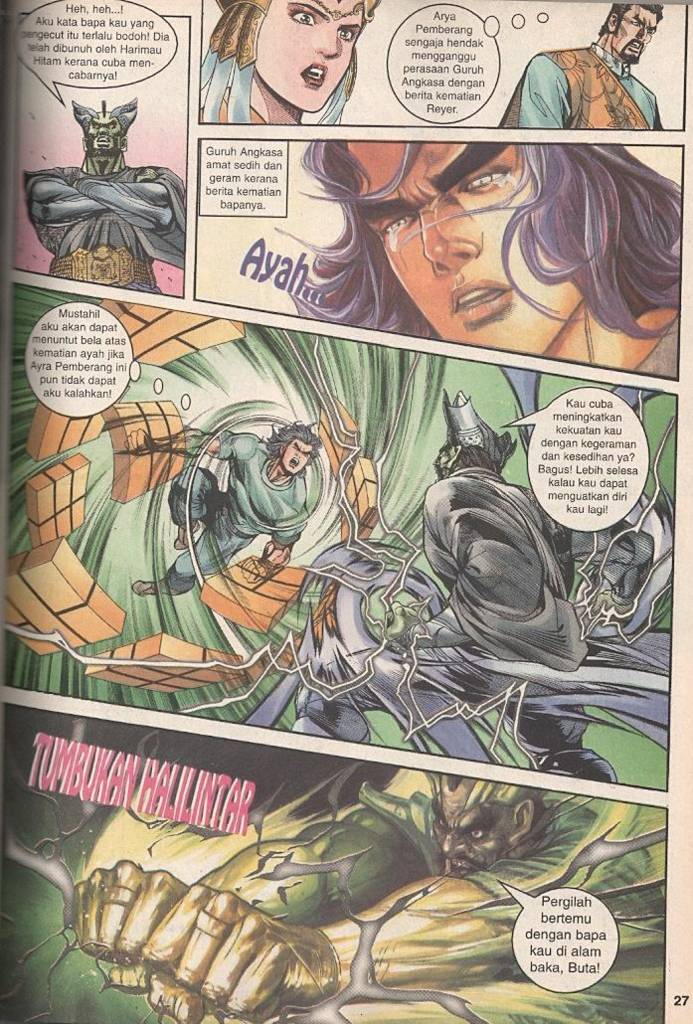 Heh, heh...!
Aku kata bapa kau yang
pengecut itu terlalu bodoh! Dia
telah dibunuh oleh Harimau
Hitam kerana cuba men-
cabarnya!
Arya
Pemberang
sengaja hendak
mengganggu
perasaan Guruh
Angkasa dengan
berita kematian
Reyer.
Guruh Angkasa
amat sedih dan
geram kerana
berita kematian
bapanya.
Ayah...
Mustahil
aku akan dapat
menuntut bela atas
kematian ayah jika
Ayra Pemberang ini
pun tidak dapat
aku kalahkan!
Kau cuba
meningkatkan
kekuatan kau
dengan kegeraman
dan kesedihan ya?
Bagus! Lebih selesa
kalau kau dapat
menguatkan diri
kau lagi!
TUMBUKAN HALILINTAR
Pergilah
bertemu
dengan bapa
kau di alam
baka, Buta!
27